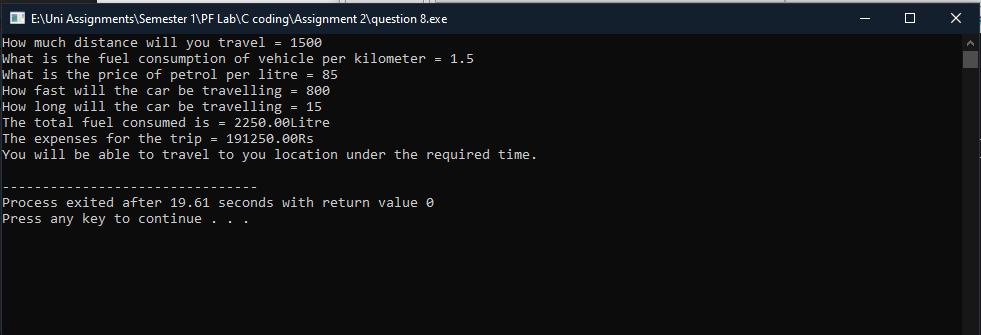 E:\Uni Assignments\Semester 1\PF Lab\C coding\Assignment 2\question 8.exe
How much distance will you travel = 1500
What is the fuel consumption of vehicle per kilometer = 1.5
What is the price of petrol per litre = 85
How fast will the car be travelling = 800
How long will the car be travelling = 15
The total fuel consumed is = 2250.00Litre
The expenses for the trip = 191250.00Rs
You will be able to travel to you location under the required time.
--------------------------------
Process exited after 19.61 seconds with return value 0
Press any key to continue . . .